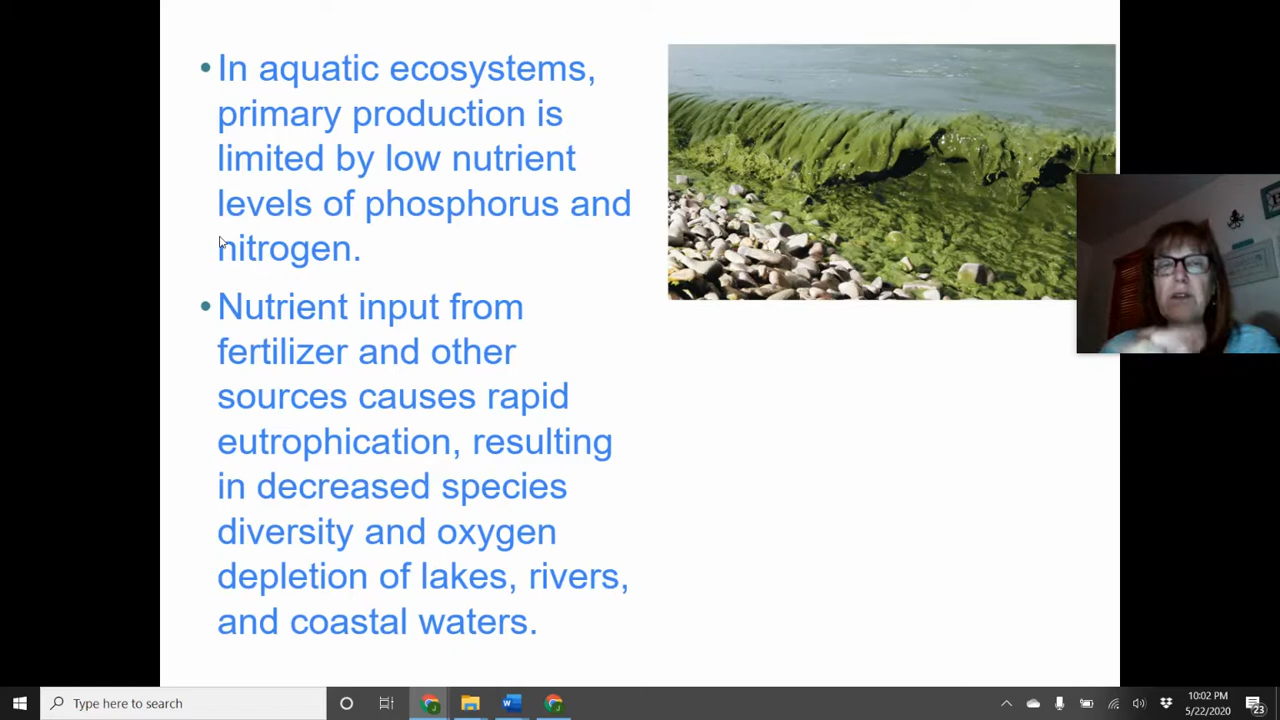 • In aquatic ecosystems,
primary production is
limited by low nutrient
levels of phosphorus and
nitrogen.
• Nutrient input from
fertilizer and other
sources causes rapid
eutrophication, resulting
in decreased species
diversity and oxygen
depletion of lakes, rivers,
and coastal waters.
Type here to search
10:02 PM
5/22/2020
23